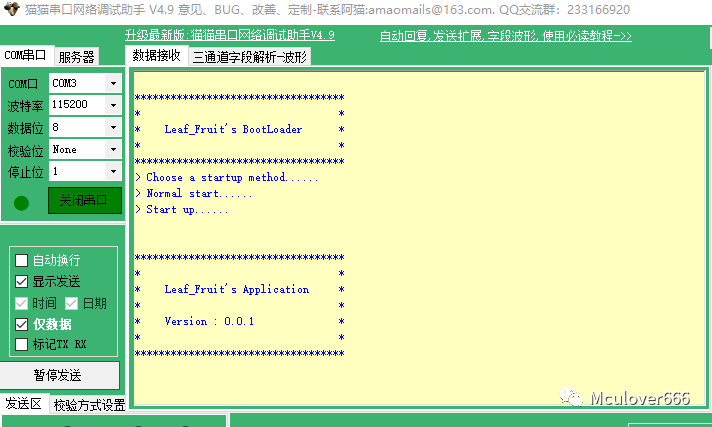 猫猫串口网络调试助手 V4.9 意见、BUG、改善、定制-联系阿猫:amaomails@163.com. QQ交流群：233166920
升级最新版:猫猫串口网络调试助手V4.9
自动回复,发送扩展,字段波形,使用必读教程->>
COM串口 服务器
数据接收 三通道字段解析-波形
COM口 COM3
波特率 115200
数据位 8
校验位 None
停止位 1
关闭串口
自动换行
显示发送
时间 日期
仅数据
标记TX RX
暂停发送
发送区 校验方式设置
***********************************
* *
* Leaf_Fruit's BootLoader *
* *
***********************************
> Choose a startup method......
> Normal start......
> Start up......
***********************************
* *
* Leaf_Fruit's Application *
* *
* Version : 0.0.1 *
* *
***********************************
Mculover666